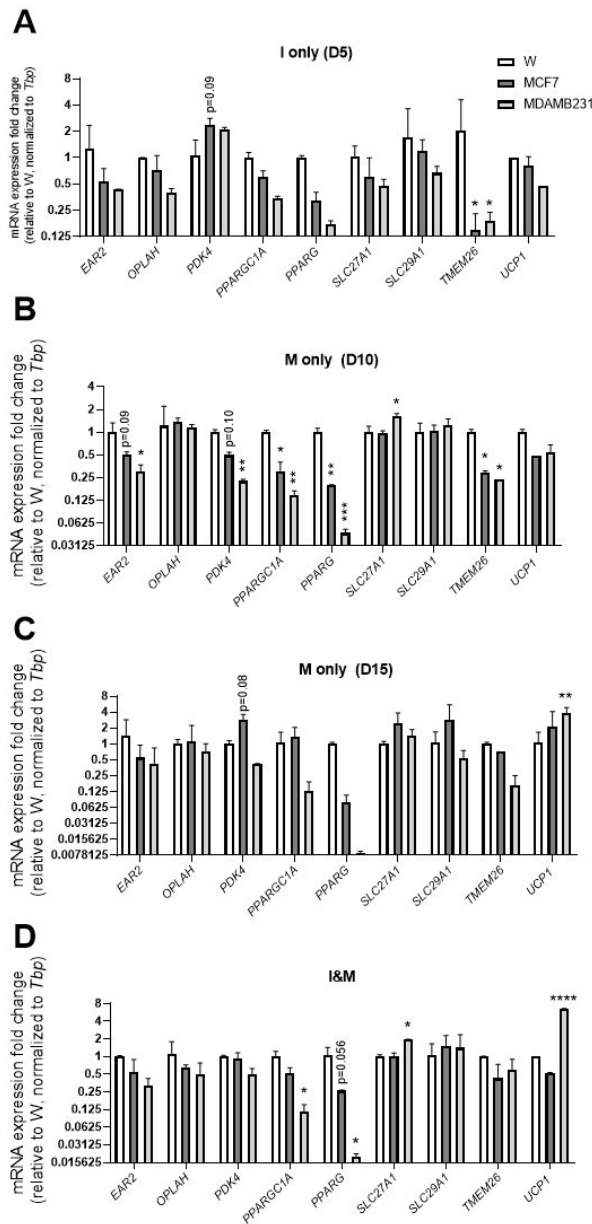 A
I only (D5)
W
MCF7
MDAMB231
mRNA expression fold change
(relative to W, normalized to Tbp)
8
4
2
1
0.5
0.25
0.125
p=0.09
*
*
EAR2
OPLAH
PDK4
PPARGC1A
PPARG
SLC27A1
SLC29A1
TMEM26
UCP1
B
M only (D10)
mRNA expression fold change
(relative to W, normalized to Tbp)
4
2
1
0.5
0.25
0.125
0.0625
0.03125
p=0.09
*
p=0.10
**
*
**
**
***
*
*
*
EAR2
OPLAH
PDK4
PPARGC1A
PPARG
SLC27A1
SLC29A1
TMEM26
UCP1
C
M only (D15)
mRNA expression fold change
(relative to W, normalized to Tbp)
8
4
2
1
0.5
0.25
0.125
0.0625
0.03125
0.015625
0.0078125
p=0.08
**
EAR2
OPLAH
PDK4
PPARGC1A
PPARG
SLC27A1
SLC29A1
TMEM26
UCP1
D
I&M
mRNA expression fold change
(relative to W, normalized to Tbp)
8
4
2
1
0.5
0.25
0.125
0.0625
0.03125
0.015625
*
p=0.056
*
*
****
EAR2
OPLAH
PDK4
PPARGC1A
PPARG
SLC27A1
SLC29A1
TMEM26
UCP1